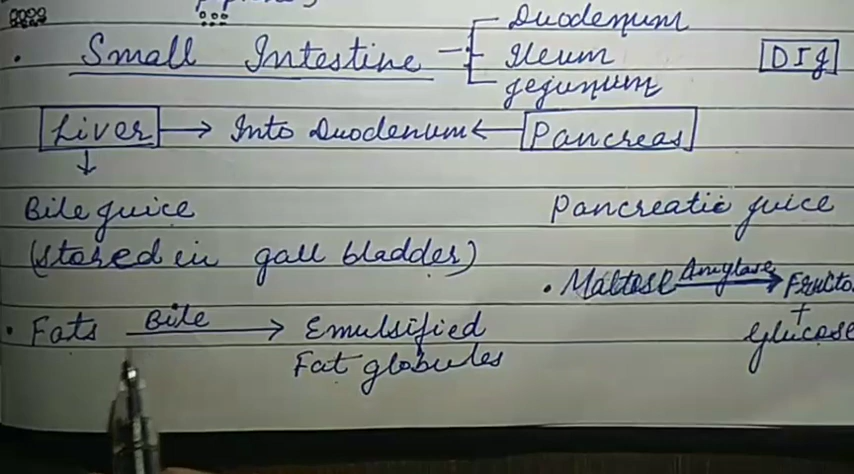 Duodenum
. Small Intestine Ileum DIg
Jejunum
Liver → Into Duodenum ← Pancreas
↓
Bile juice Pancreatic juice
(stored in gall bladder)
• Maltose Amylase → Fructo
+
glucose
• Fats Bile → Emulsified
Fat globules